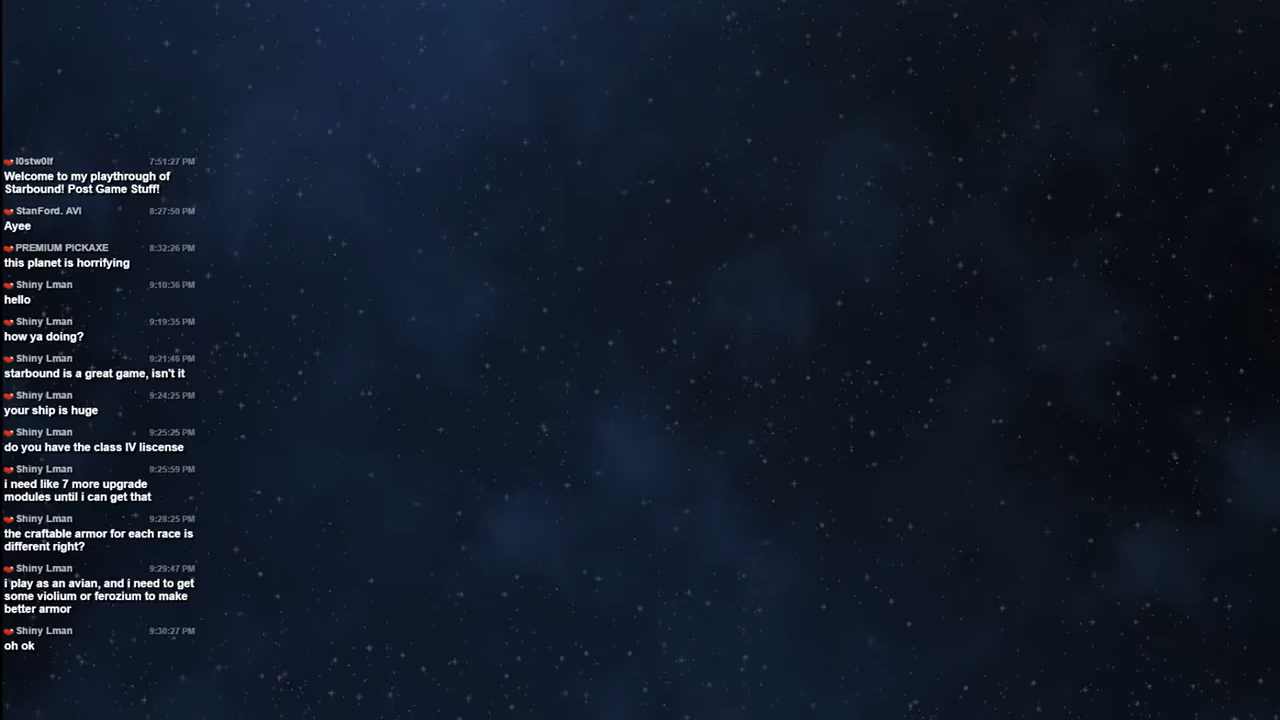 l0stw0lf 7:51:27 PM
Welcome to my playthrough of
Starbound! Post Game Stuff!
StanFord. AVI 8:27:50 PM
Ayee
PREMIUM PICKAXE 8:32:26 PM
this planet is horrifying
Shiny Lman 9:10:36 PM
hello
Shiny Lman 9:19:35 PM
how ya doing?
Shiny Lman 9:21:46 PM
starbound is a great game, isn't it
Shiny Lman 9:24:25 PM
your ship is huge
Shiny Lman 9:25:25 PM
do you have the class IV liscense
Shiny Lman 9:25:59 PM
i need like 7 more upgrade
modules until i can get that
Shiny Lman 9:28:25 PM
the craftable armor for each race is
different right?
Shiny Lman 9:29:47 PM
i play as an avian, and i need to get
some violium or ferozium to make
better armor
Shiny Lman 9:30:27 PM
oh ok